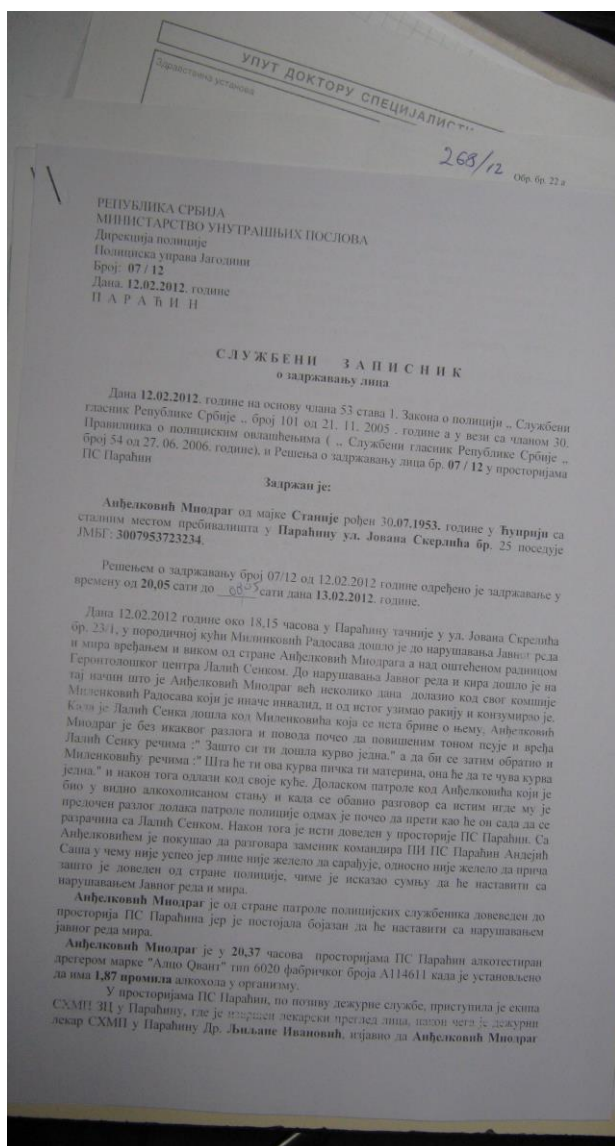 УПУТ ДОКТОРУ СПЕЦИЈАЛИСТИ
Здравствена установа
268/12 Обр. бр. 22 а
РЕПУБЛИКА СРБИЈА
МИНИСТАРСТВО УНУТРАШЊИХ ПОСЛОВА
Дирекција полиције
Полициска управа Јагодини
Број: 07 / 12
Дана. 12.02.2012. године
П А Р А Ћ И Н
С Л У Ж Б Е Н И З А П И С Н И К
о задржавању лица
Дана 12.02.2012. године на основу члана 53 става 1. Закона о полицији ,, Службени
гласник Републике Србије ,, број 101 од 21. 11. 2005 . године а у вези са чланом 30.
Правилника о полициским овлашћењима ( ,, Службени гласник Републике Србије ,,
број 54 од 27. 06. 2006. године), и Решења о задржавању лица бр. 07 / 12 у просторијама
ПС Параћин
Задржан је:
Анђелковић Миодраг од мајке Станије рођен 30.07.1953. године у Ћуприји са
сталним местом пребивалишта у Параћину ул. Јована Скерлића бр. 25 поседује
ЈМБГ: 3007953723234.
Решењем о задржавању број 07/12 од 12.02.2012 године одређено је задржавање у
времену од 20,05 сати до сати дана 13.02.2012. године.
Дана 12.02.2012 године око 18,15 часова у Параћину тачније у ул. Јована Скрелића
бр. 23/1, у породичној кући Милинковић Радосава дошло је до нарушавања Јавног реда
и мира вређањем и виком од стране Анђелковић Миодрага а над оштећеном радницом
Геронтолошког центра Лалић Сенком. До нарушавања Јавног реда и кира дошло је на
тај начин што је Анђелковић Миодраг већ неколико дана долазио код свог комшије
Миленковић Радосава који је иначе инвалид, и од истог узимао ракију и конзумирао је.
Када је Лалић Сенка дошла код Миленковића која се иста брине о њему, Анђелковић
Миодраг је без икаквог разлога и повода почео да повишеним тоном псује и вређа
Лалић Сенку речима :" Зашто си ти дошла курво једна." а да би се затим обратио и
Миленковићу речима :" Шта ће ти ова курва пичка ти материна, она ће да те чува курва
једна." и након тога одлази код своје куће. Доласком патроле код Анђелковића који је
био у видно алкохолисаном стању и када се обавио разговор са истим игде му је
предочен разлог долака патроле полиције одмах је почео да прети као ће он сада да се
разрачина са Лалић Сенком. Након тога је исти доведен у просторије ПС Параћин. Са
Анђелковићем је покушао да разговара заменик командира ПИ ПС Параћин Андејић
Саша у чему није успео јер лице није желело да сарађује, односно није желело да прича
зашто је доведен од стране полиције, чиме је исказао сумњу да ће наставити са
нарушавањем Јавног реда и мира.
Анђелковић Миодраг је од стране патроле полицијских службеника довеведен до
просторија ПС Параћина јер је постојала бојазан да ће наставити са нарушавањем
јавног реда мира.
Анђелковић Миодраг је у 20,37 часова просторијама ПС Параћин алкотестиран
дрегером марке "Алцо Квант" тип 6020 фабричког броја А114611 када је установљено
да има 1,87 промила алкохола у организму.
У просторијама ПС Параћин, по позиву дежурне службе, приступила је екипа
СХМП ЗЦ у Параћину, где је извршен лекарски преглед лица, након чега је дежурни
лекар СХМП у Параћину Др. Љиљане Ивановић, изјавио да Анђелковић Миодраг